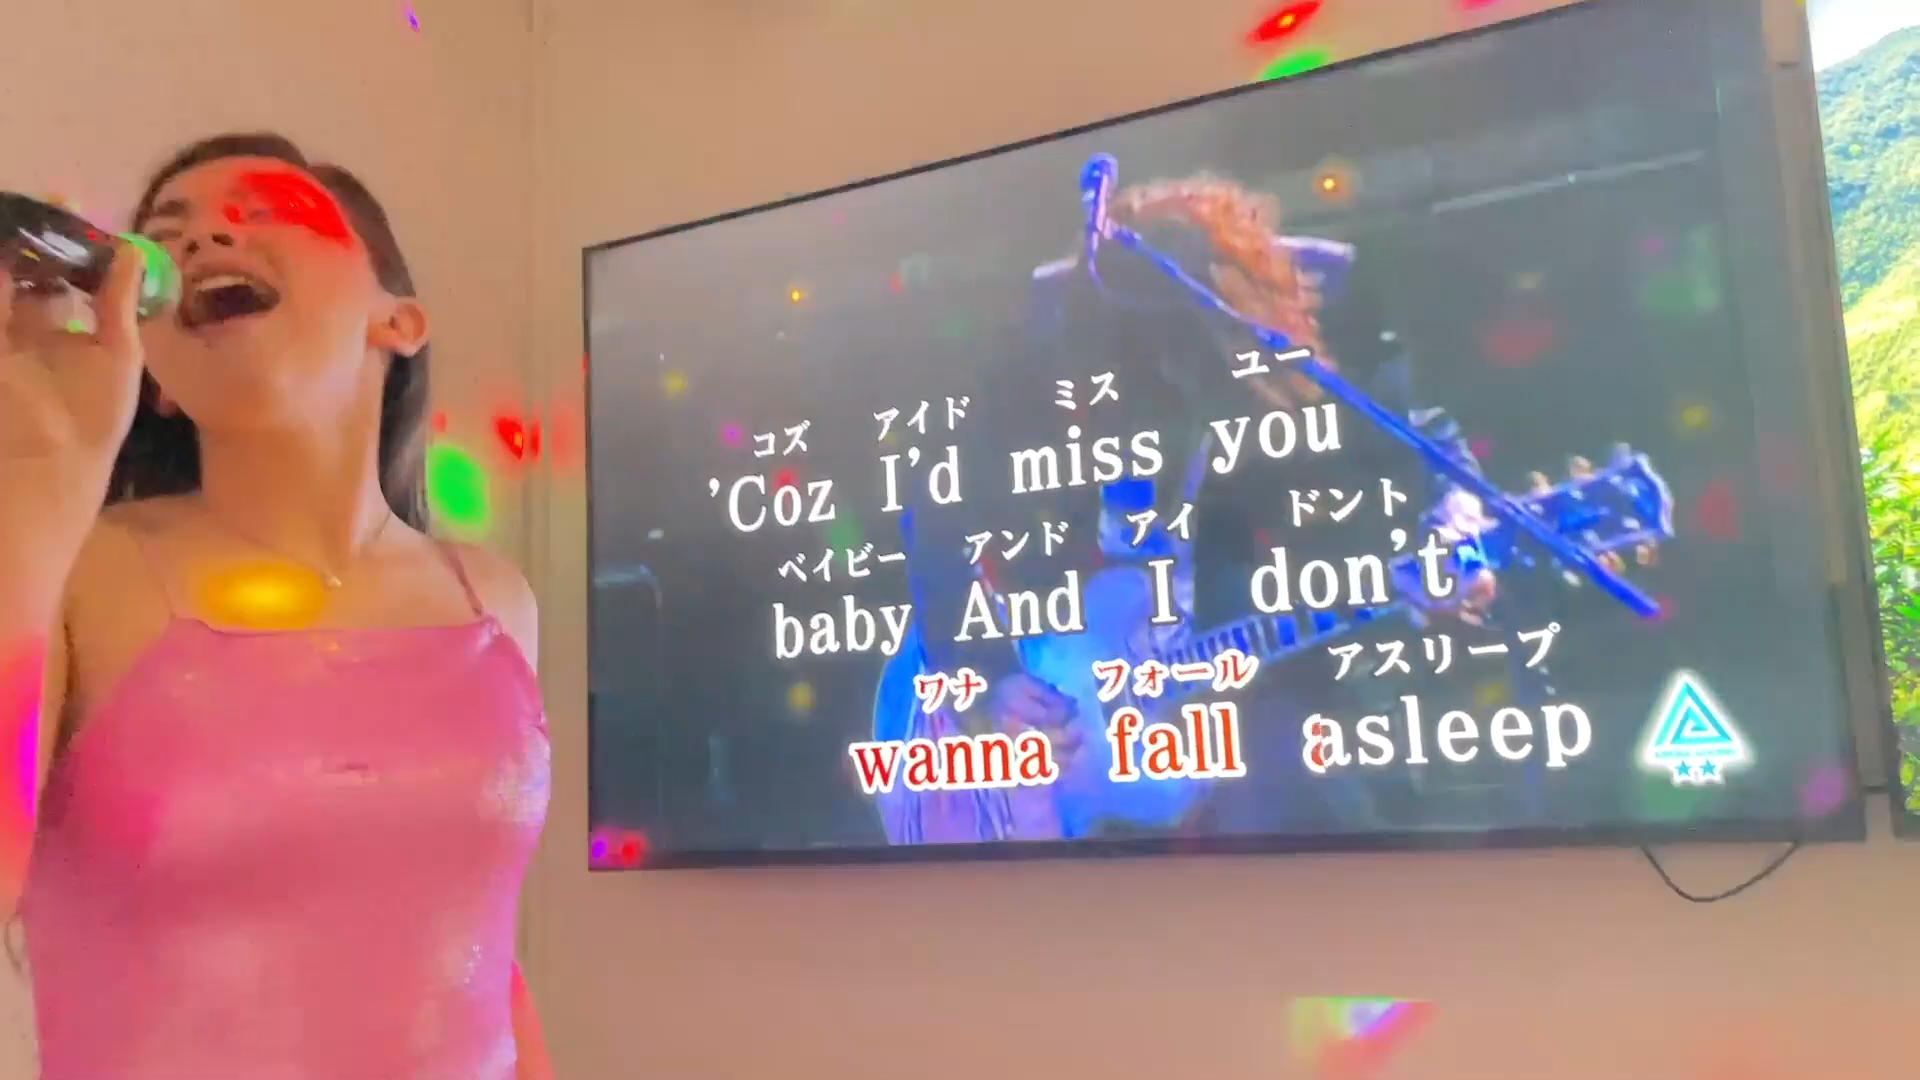 コズ アイド ミス ユー
'Coz I'd miss you
ベイビー アンド アイ ドント
baby And I don't
ワナ フォール アスリープ
wanna fall asleep